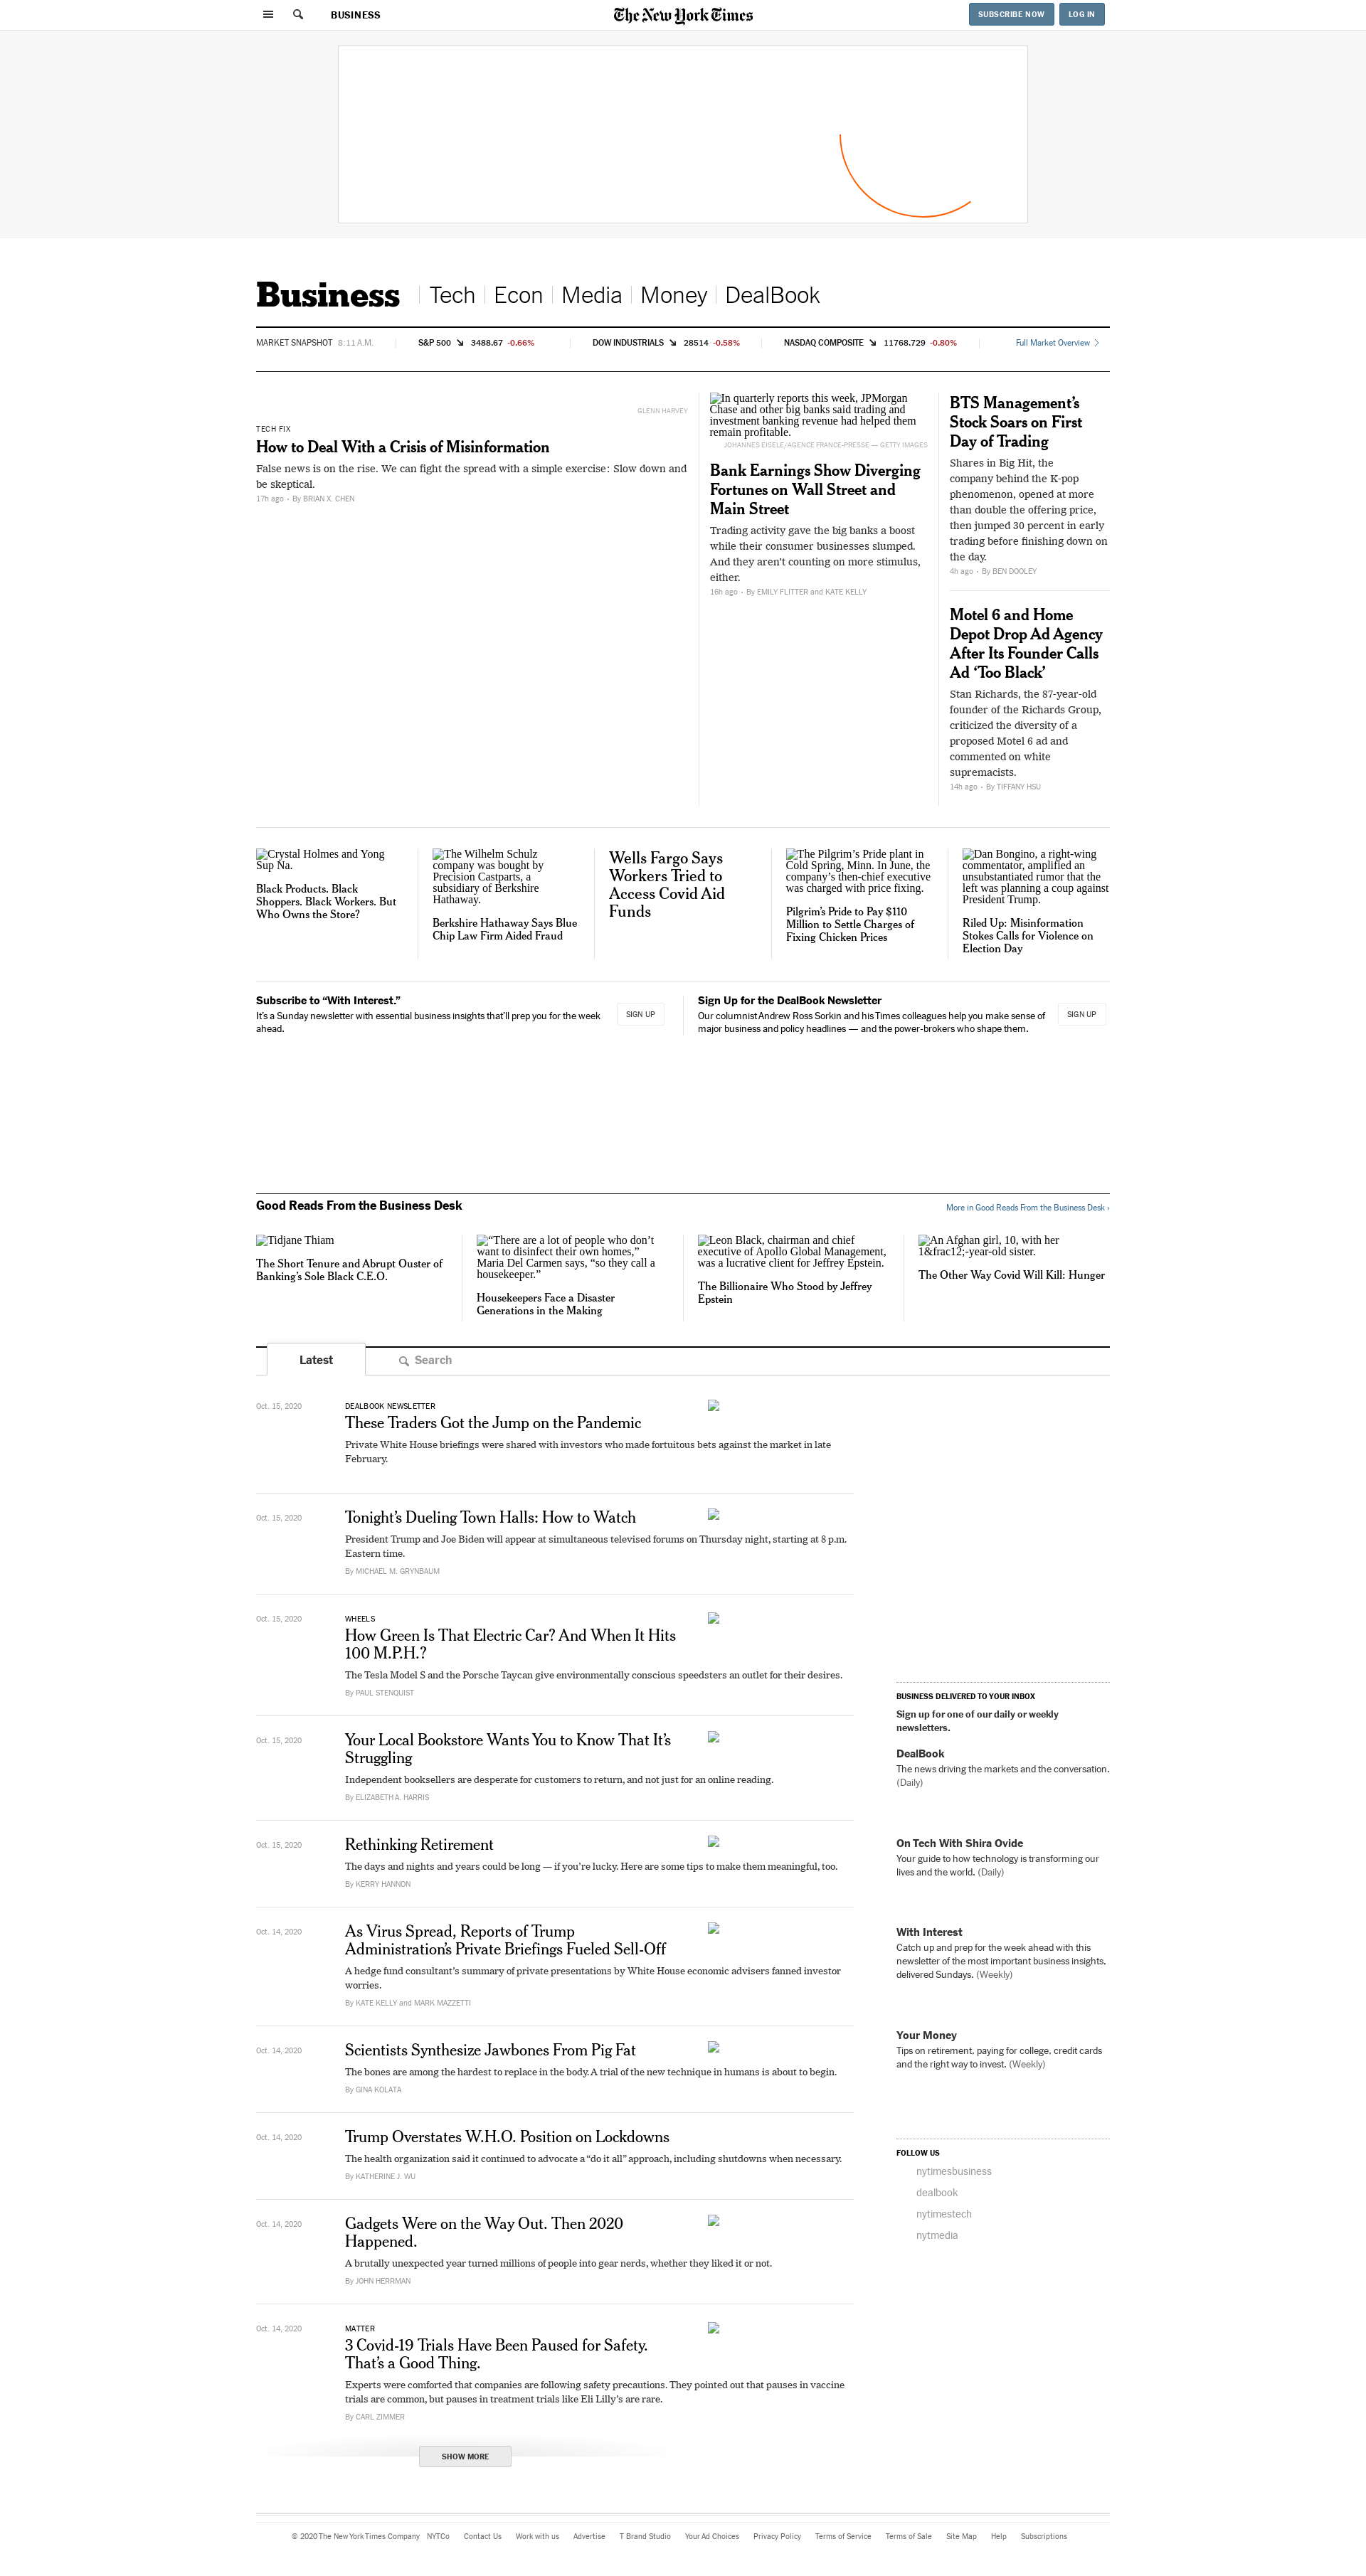 BUSINESS
The New York Times
SUBSCRIBE NOW
LOG IN
Business
Tech
Econ
Media
Money
DealBook
MARKET SNAPSHOT 8:11 A.M.
S&P 500 3488.67 -0.66%
DOW INDUSTRIALS 28514 -0.58%
NASDAQ COMPOSITE 11768.729 -0.80%
Full Market Overview
GLENN HARVEY
TECH FIX
How to Deal With a Crisis of Misinformation
False news is on the rise. We can fight the spread with a simple exercise: Slow down and
be skeptical.
17h ago • By BRIAN X. CHEN
In quarterly reports this week, JPMorgan
Chase and other big banks said trading and
investment banking revenue had helped them
remain profitable.
JOHANNES EISELE/AGENCE FRANCE-PRESSE — GETTY IMAGES
Bank Earnings Show Diverging
Fortunes on Wall Street and
Main Street
Trading activity gave the big banks a boost
while their consumer businesses slumped.
And they aren't counting on more stimulus,
either.
16h ago • By EMILY FLITTER and KATE KELLY
BTS Management's
Stock Soars on First
Day of Trading
Shares in Big Hit, the
company behind the K-pop
phenomenon, opened at more
than double the offering price,
then jumped 30 percent in early
trading before finishing down on
the day.
4h ago • By BEN DOOLEY
Motel 6 and Home
Depot Drop Ad Agency
After Its Founder Calls
Ad ‘Too Black’
Stan Richards, the 87-year-old
founder of the Richards Group,
criticized the diversity of a
proposed Motel 6 ad and
commented on white
supremacists.
14h ago • By TIFFANY HSU
Crystal Holmes and Yong
Sup Na.
Black Products. Black
Shoppers. Black Workers. But
Who Owns the Store?
The Wilhelm Schulz
company was bought by
Precision Castparts, a
subsidiary of Berkshire
Hathaway.
Berkshire Hathaway Says Blue
Chip Law Firm Aided Fraud
Wells Fargo Says
Workers Tried to
Access Covid Aid
Funds
The Pilgrim’s Pride plant in
Cold Spring, Minn. In June, the
company’s then-chief executive
was charged with price fixing.
Pilgrim’s Pride to Pay $110
Million to Settle Charges of
Fixing Chicken Prices
Dan Bongino, a right-wing
commentator, amplified an
unsubstantiated rumor that the
left was planning a coup against
President Trump.
Riled Up: Misinformation
Stokes Calls for Violence on
Election Day
Subscribe to “With Interest.”
It’s a Sunday newsletter with essential business insights that’ll prep you for the week
ahead.
SIGN UP
Sign Up for the DealBook Newsletter
Our columnist Andrew Ross Sorkin and his Times colleagues help you make sense of
major business and policy headlines — and the power-brokers who shape them.
SIGN UP
Good Reads From the Business Desk
More in Good Reads From the Business Desk ›
Tidjane Thiam
The Short Tenure and Abrupt Ouster of
Banking’s Sole Black C.E.O.
“There are a lot of people who don’t
want to disinfect their own homes,”
Maria Del Carmen says, “so they call a
housekeeper.”
Housekeepers Face a Disaster
Generations in the Making
Leon Black, chairman and chief
executive of Apollo Global Management,
was a lucrative client for Jeffrey Epstein.
The Billionaire Who Stood by Jeffrey
Epstein
An Afghan girl, 10, with her
1&frac12;-year-old sister.
The Other Way Covid Will Kill: Hunger
Latest
Search
Oct. 15, 2020
DEALBOOK NEWSLETTER
These Traders Got the Jump on the Pandemic
Private White House briefings were shared with investors who made fortuitous bets against the market in late
February.
Oct. 15, 2020
Tonight’s Dueling Town Halls: How to Watch
President Trump and Joe Biden will appear at simultaneous televised forums on Thursday night, starting at 8 p.m.
Eastern time.
By MICHAEL M. GRYNBAUM
Oct. 15, 2020
WHEELS
How Green Is That Electric Car? And When It Hits
100 M.P.H.?
The Tesla Model S and the Porsche Taycan give environmentally conscious speedsters an outlet for their desires.
By PAUL STENQUIST
Oct. 15, 2020
Your Local Bookstore Wants You to Know That It’s
Struggling
Independent booksellers are desperate for customers to return, and not just for an online reading.
By ELIZABETH A. HARRIS
Oct. 15, 2020
Rethinking Retirement
The days and nights and years could be long — if you’re lucky. Here are some tips to make them meaningful, too.
By KERRY HANNON
Oct. 14, 2020
As Virus Spread, Reports of Trump
Administration’s Private Briefings Fueled Sell-Off
A hedge fund consultant’s summary of private presentations by White House economic advisers fanned investor
worries.
By KATE KELLY and MARK MAZZETTI
Oct. 14, 2020
Scientists Synthesize Jawbones From Pig Fat
The bones are among the hardest to replace in the body. A trial of the new technique in humans is about to begin.
By GINA KOLATA
Oct. 14, 2020
Trump Overstates W.H.O. Position on Lockdowns
The health organization said it continued to advocate a “do it all” approach, including shutdowns when necessary.
By KATHERINE J. WU
Oct. 14, 2020
Gadgets Were on the Way Out. Then 2020
Happened.
A brutally unexpected year turned millions of people into gear nerds, whether they liked it or not.
By JOHN HERRMAN
Oct. 14, 2020
MATTER
3 Covid-19 Trials Have Been Paused for Safety.
That’s a Good Thing.
Experts were comforted that companies are following safety precautions. They pointed out that pauses in vaccine
trials are common, but pauses in treatment trials like Eli Lilly’s are rare.
By CARL ZIMMER
SHOW MORE
BUSINESS DELIVERED TO YOUR INBOX
Sign up for one of our daily or weekly
newsletters.
DealBook
The news driving the markets and the conversation.
(Daily)
On Tech With Shira Ovide
Your guide to how technology is transforming our
lives and the world. (Daily)
With Interest
Catch up and prep for the week ahead with this
newsletter of the most important business insights,
delivered Sundays. (Weekly)
Your Money
Tips on retirement, paying for college, credit cards
and the right way to invest. (Weekly)
FOLLOW US
nytimesbusiness
dealbook
nytimestech
nytmedia
© 2020 The New York Times Company NYTCo Contact Us Work with us Advertise T Brand Studio Your Ad Choices Privacy Policy Terms of Service Terms of Sale Site Map Help Subscriptions